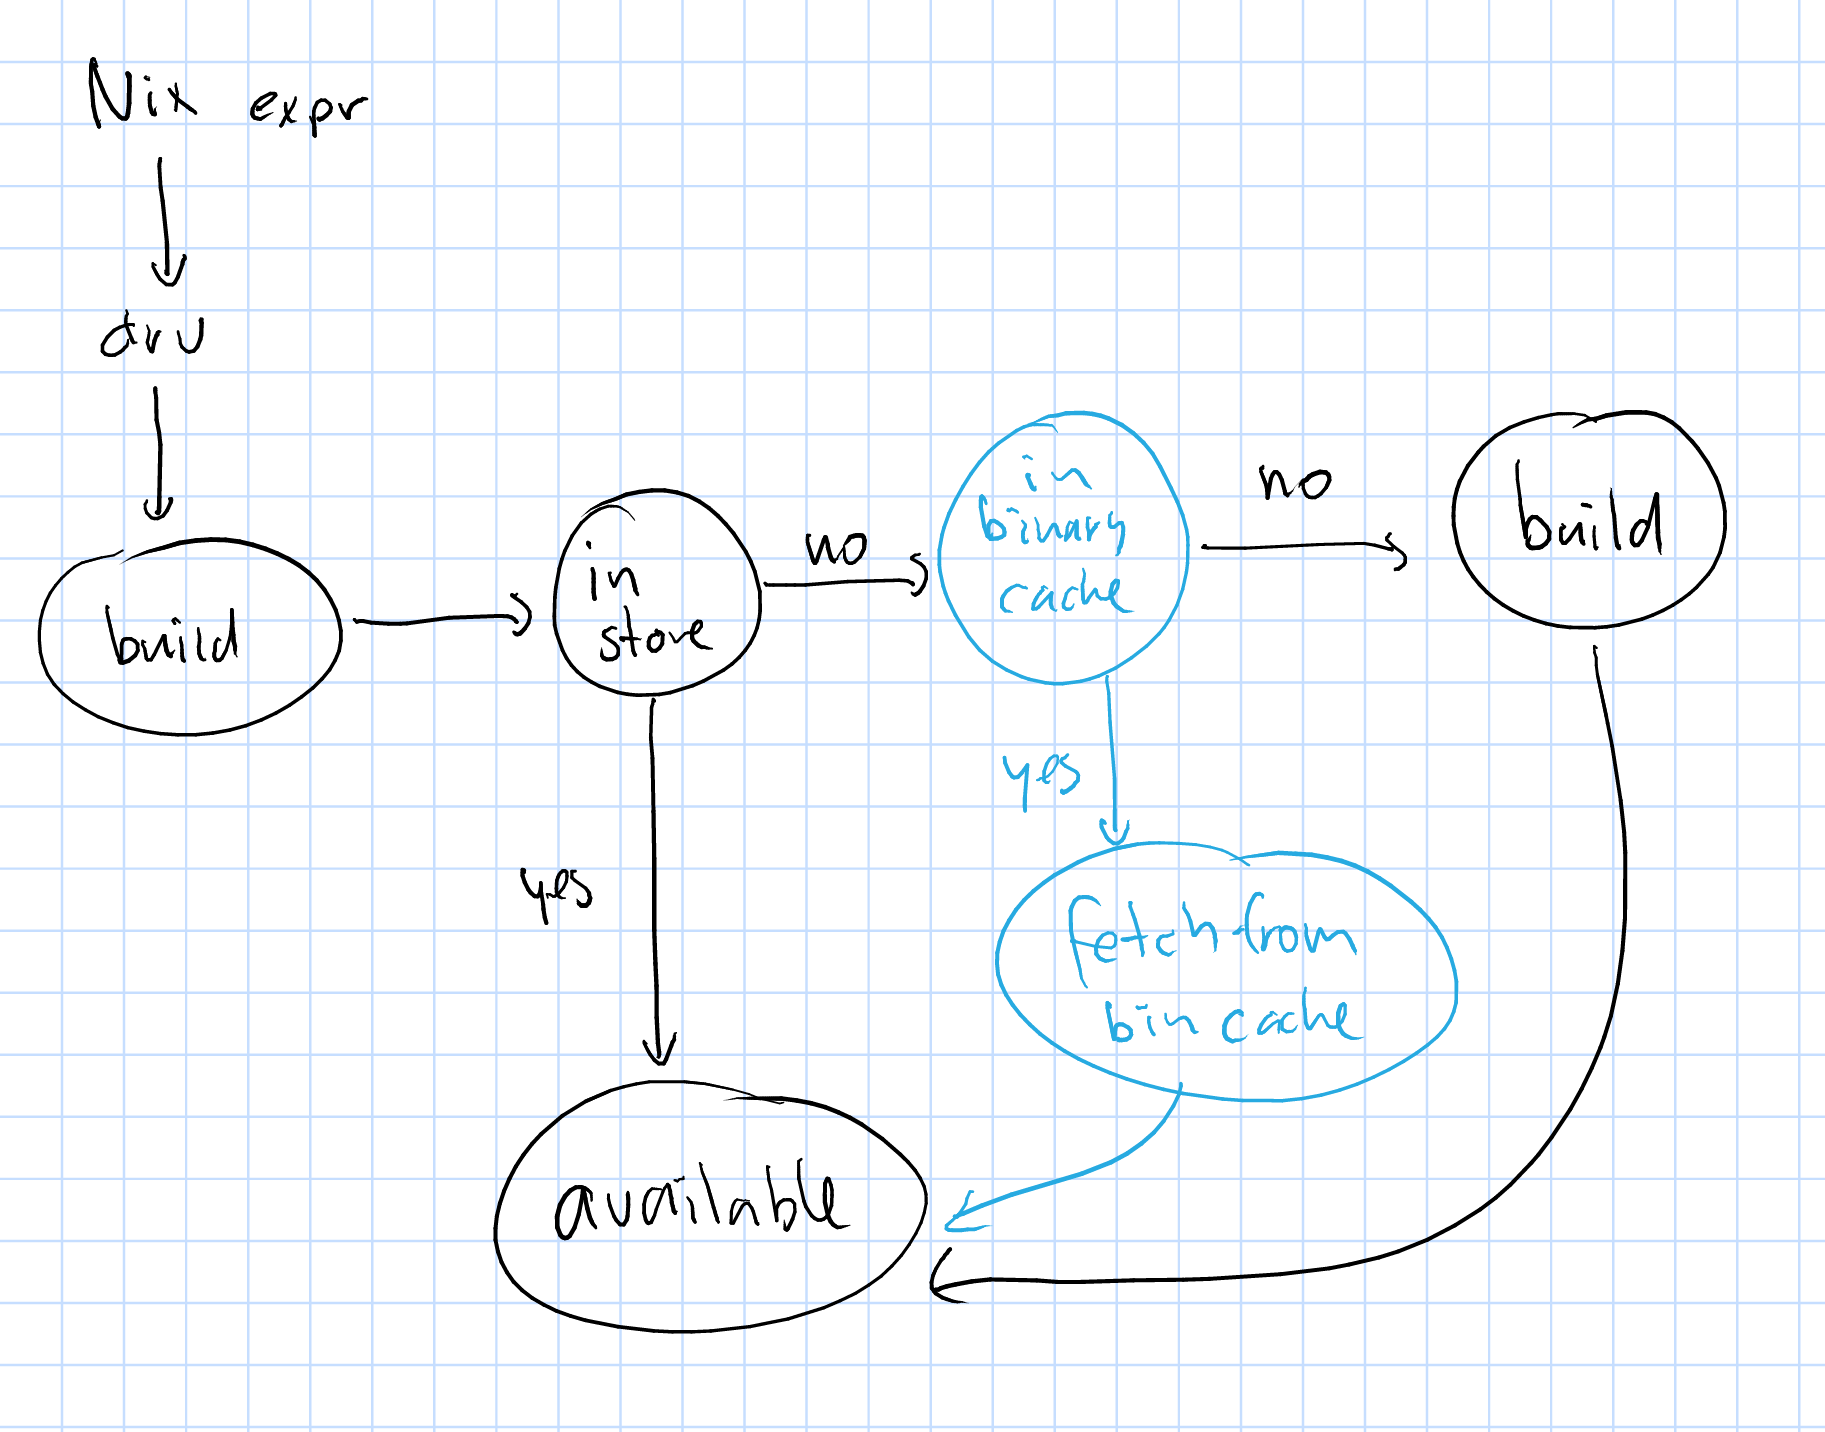 Nix expr
drv
build
in
store
no
in
binary
cache
no
build
yes
yes
fetch from
bin cache
available